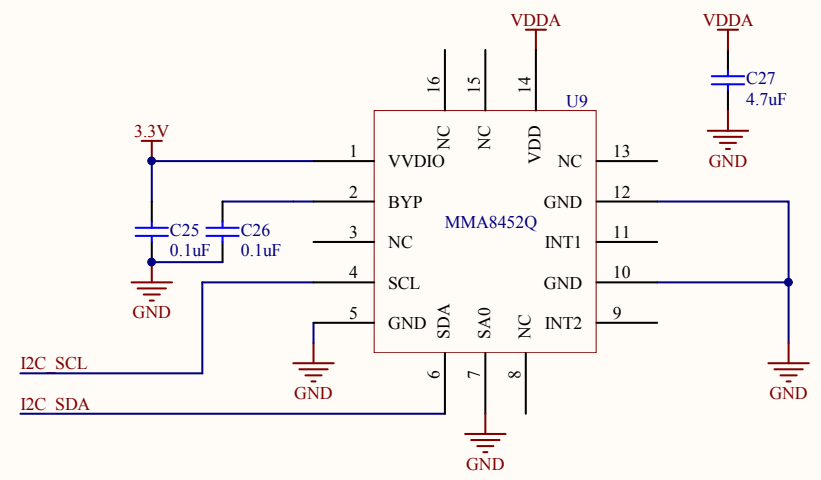 VDDA
VDDA
16
15
14
U9
C27
4.7uF
NC
NC
VDD
3.3V
GND
1
VVDIO
NC
13
2
BYP
GND
12
MMA8452Q
C25
0.1uF
C26
0.1uF
3
NC
INT1
11
4
SCL
GND
10
GND
5
GND
SDA
SA0
NC
INT2
9
I2C_SCL
6
7
8
GND
GND
I2C_SDA
GND